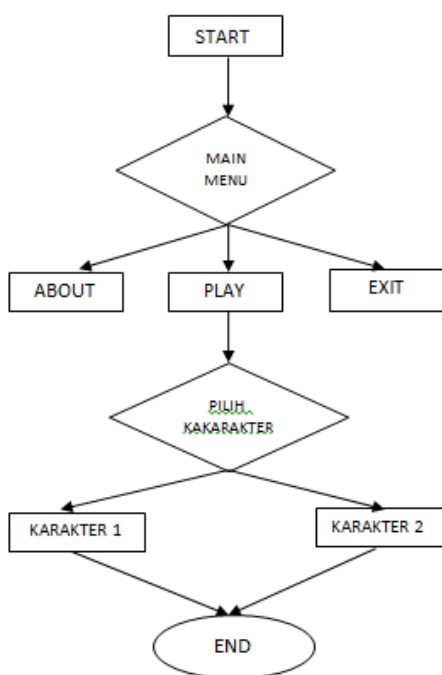 START
MAIN
MENU
ABOUT
PLAY
EXIT
PILIH
KAKARAKTER
KARAKTER 1
KARAKTER 2
END